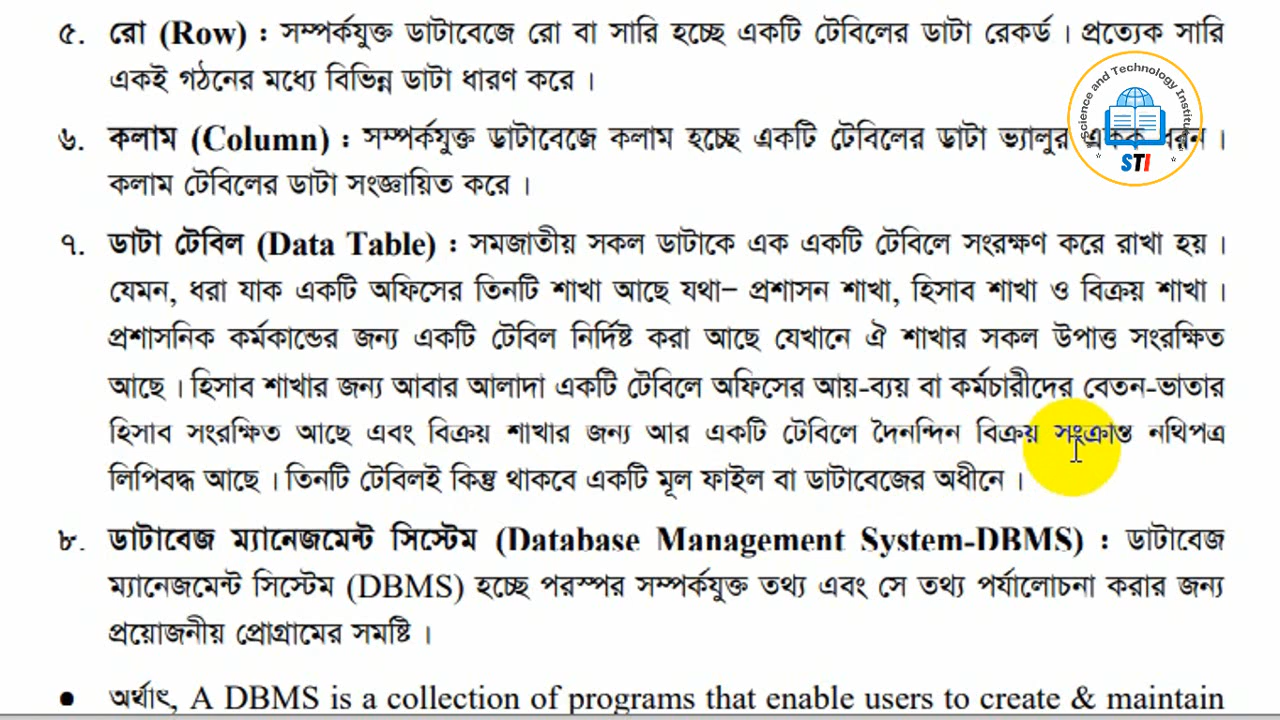 ৫. রো (Row) : সম্পর্কযুক্ত ডাটাবেজে রো বা সারি হচ্ছে একটি টেবিলের ডাটা রেকর্ড। প্রত্যেক সারি
একই গঠনের মধ্যে বিভিন্ন ডাটা ধারণ করে।
Science and Technology Institute
STI
৬. কলাম (Column) : সম্পর্কযুক্ত ডাটাবেজে কলাম হচ্ছে একটি টেবিলের ডাটা ভ্যালুর একক ধরন।
কলাম টেবিলের ডাটা সংজ্ঞায়িত করে।
৭. ডাটা টেবিল (Data Table) : সমজাতীয় সকল ডাটাকে এক একটি টেবিলে সংরক্ষণ করে রাখা হয়।
যেমন, ধরা যাক একটি অফিসের তিনটি শাখা আছে যথা– প্রশাসন শাখা, হিসাব শাখা ও বিক্রয় শাখা।
প্রশাসনিক কর্মকান্ডের জন্য একটি টেবিল নির্দিষ্ট করা আছে যেখানে ঐ শাখার সকল উপাত্ত সংরক্ষিত
আছে। হিসাব শাখার জন্য আবার আলাদা একটি টেবিলে অফিসের আয়-ব্যয় বা কর্মচারীদের বেতন-ভাতার
হিসাব সংরক্ষিত আছে এবং বিক্রয় শাখার জন্য আর একটি টেবিলে দৈনন্দিন বিক্রয় সংক্রান্ত নথিপত্র
লিপিবদ্ধ আছে। তিনটি টেবিলই কিন্তু থাকবে একটি মূল ফাইল বা ডাটাবেজের অধীনে।
৮. ডাটাবেজ ম্যানেজমেন্ট সিস্টেম (Database Management System-DBMS) : ডাটাবেজ
ম্যানেজমেন্ট সিস্টেম (DBMS) হচ্ছে পরস্পর সম্পর্কযুক্ত তথ্য এবং সে তথ্য পর্যালোচনা করার জন্য
প্রয়োজনীয় প্রোগ্রামের সমষ্টি।
● অর্থাৎ, A DBMS is a collection of programs that enable users to create & maintain